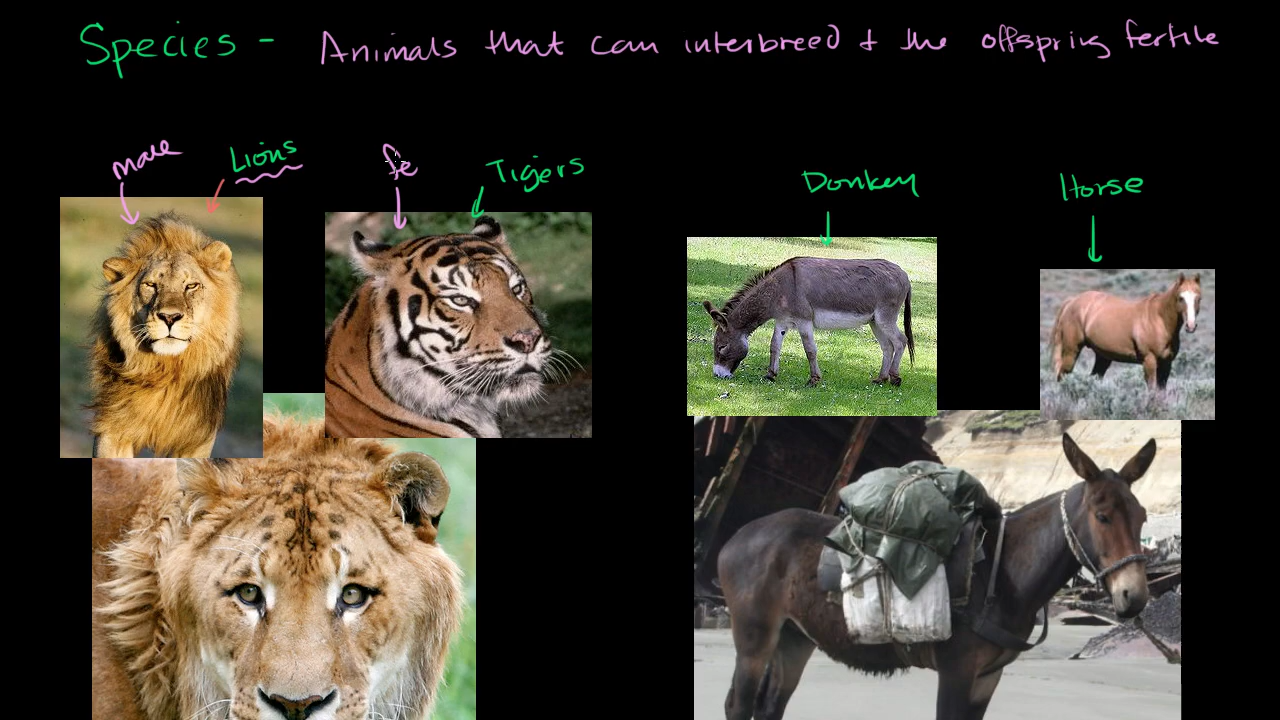 Species - Animals that can interbreed & the offspring fertile
male Lions fe Tigers Donkey Horse